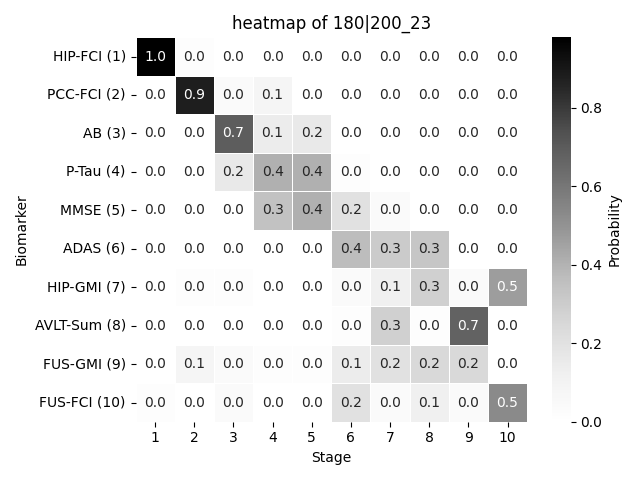 heatmap of 180|200_23
HIP-FCI (1) 1.0 0.0 0.0 0.0 0.0 0.0 0.0 0.0 0.0 0.0
PCC-FCI (2) 0.0 0.9 0.0 0.1 0.0 0.0 0.0 0.0 0.0 0.0
AB (3) 0.0 0.0 0.7 0.1 0.2 0.0 0.0 0.0 0.0 0.0
P-Tau (4) 0.0 0.0 0.2 0.4 0.4 0.0 0.0 0.0 0.0 0.0
MMSE (5) 0.0 0.0 0.0 0.3 0.4 0.2 0.0 0.0 0.0 0.0
ADAS (6) 0.0 0.0 0.0 0.0 0.0 0.4 0.3 0.3 0.0 0.0
HIP-GMI (7) 0.0 0.0 0.0 0.0 0.0 0.0 0.1 0.3 0.0 0.5
AVLT-Sum (8) 0.0 0.0 0.0 0.0 0.0 0.0 0.3 0.0 0.7 0.0
FUS-GMI (9) 0.0 0.1 0.0 0.0 0.0 0.1 0.2 0.2 0.2 0.0
FUS-FCI (10) 0.0 0.0 0.0 0.0 0.0 0.2 0.0 0.1 0.0 0.5
1 2 3 4 5 6 7 8 9 10
Stage
Biomarker
0.8
0.6
0.4
0.2
0.0
Probability